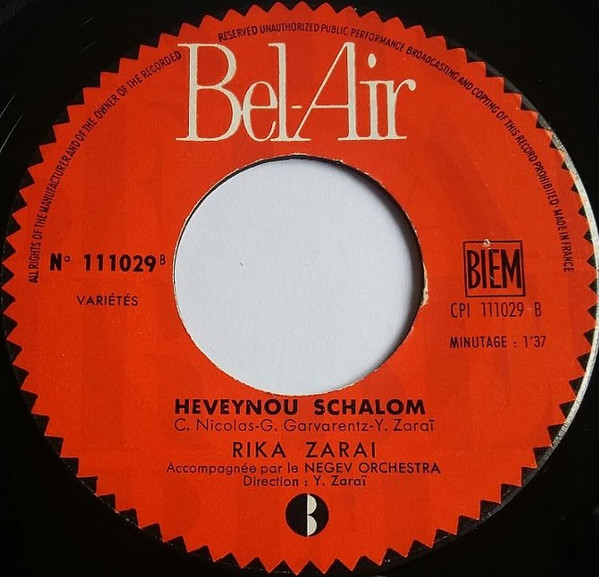 ALL RIGHTS OF THE MANUFACTURER AND OF THE OWNER OF THE RECORDED
RESERVED UNAUTHORIZED PUBLIC PERFORMANCE BROADCASTING AND COPYING OF THIS RECORD PROHIBITED. MADE IN FRANCE
Bel-Air
Nº 111029 B
VARIÉTÉS
BIEM
CPI 111029 B
MINUTAGE : 1'37
HEVEYNOU SCHALOM
C. Nicolas-G. Garvarentz-Y. Zaraï
RIKA ZARAI
Accompagnée par le NEGEV ORCHESTRA
Direction : Y. Zaraï
B